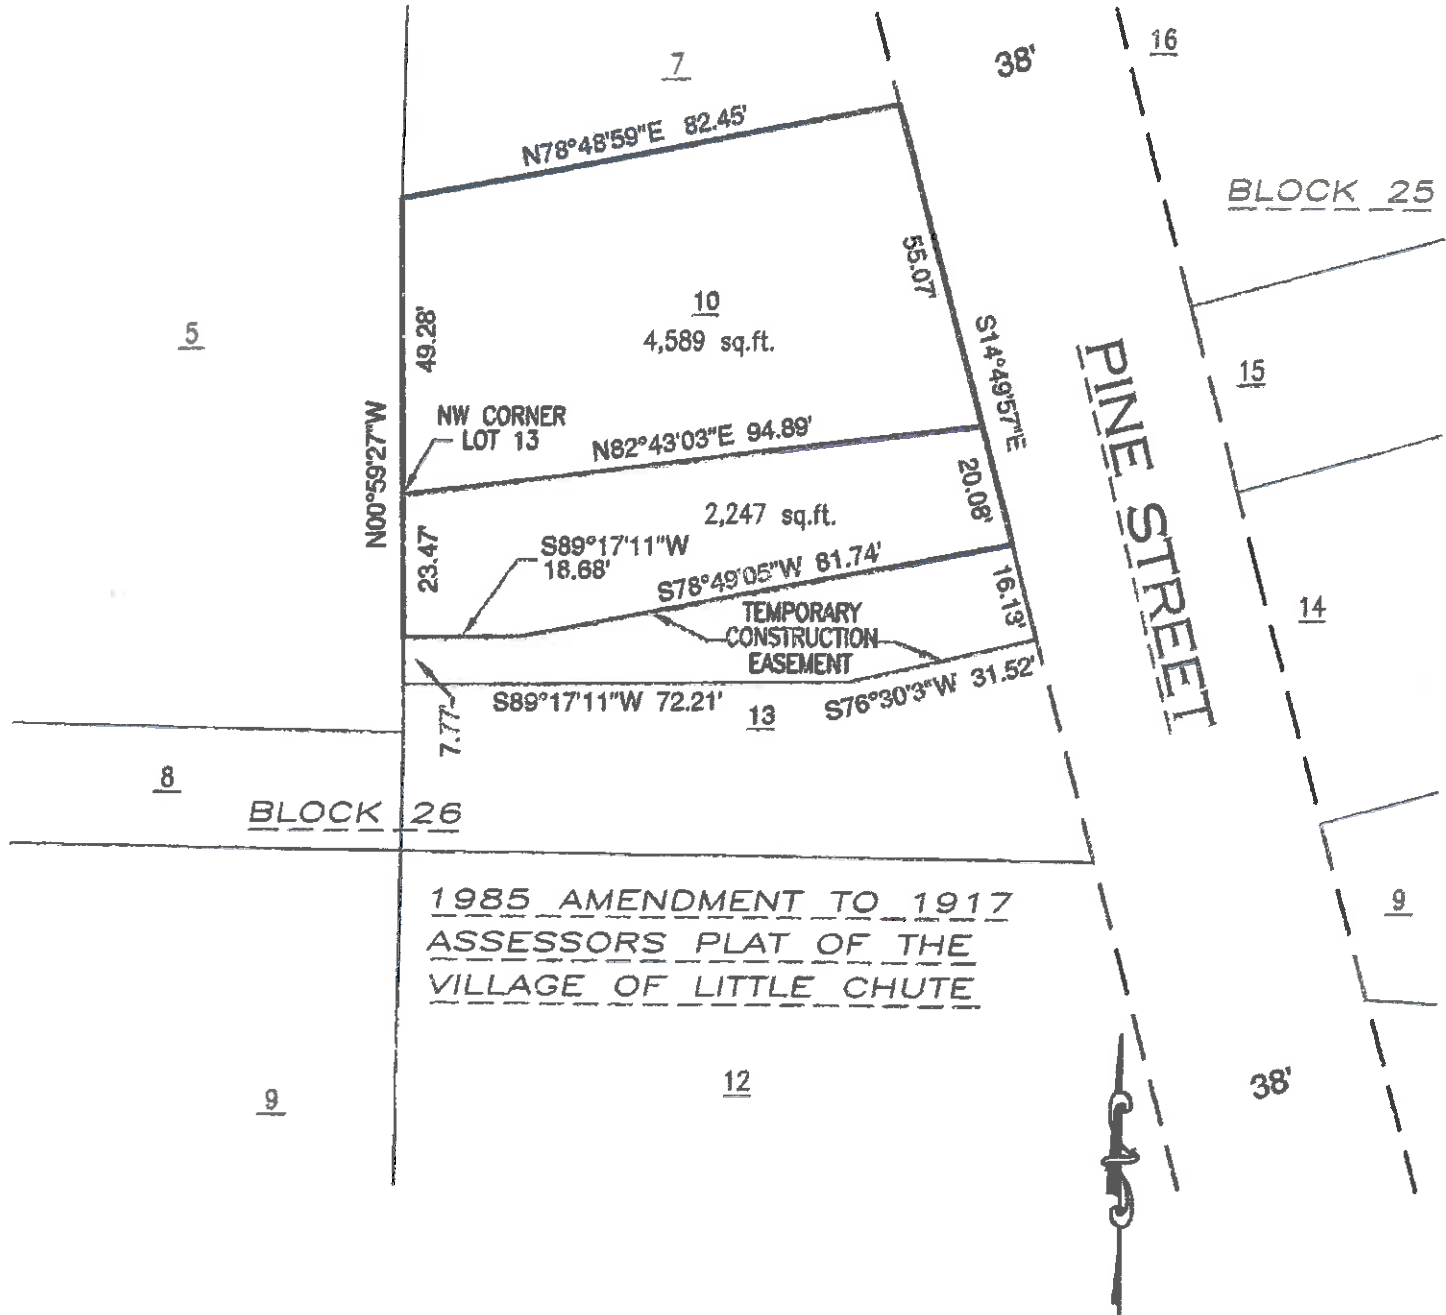 38'
16
7
N78°48'59"E 82.45'
BLOCK 25
55.07'
10
4,589 sq.ft.
5
49.28'
S14°49'57"E
PINE STREET
15
NW CORNER
LOT 13
N00°59'27"W
N82°43'03"E 94.89'
20.08'
2,247 sq.ft.
23.47'
S89°17'11"W
18.68'
S78°49'05"W 81.74'
16.13'
TEMPORARY
CONSTRUCTION
EASEMENT
14
S89°17'11"W 72.21'
S76°30'3"W 31.52'
7.77'
13
8
BLOCK 26
1985 AMENDMENT TO 1917
ASSESSORS PLAT OF THE
VILLAGE OF LITTLE CHUTE
9
12
9
38'